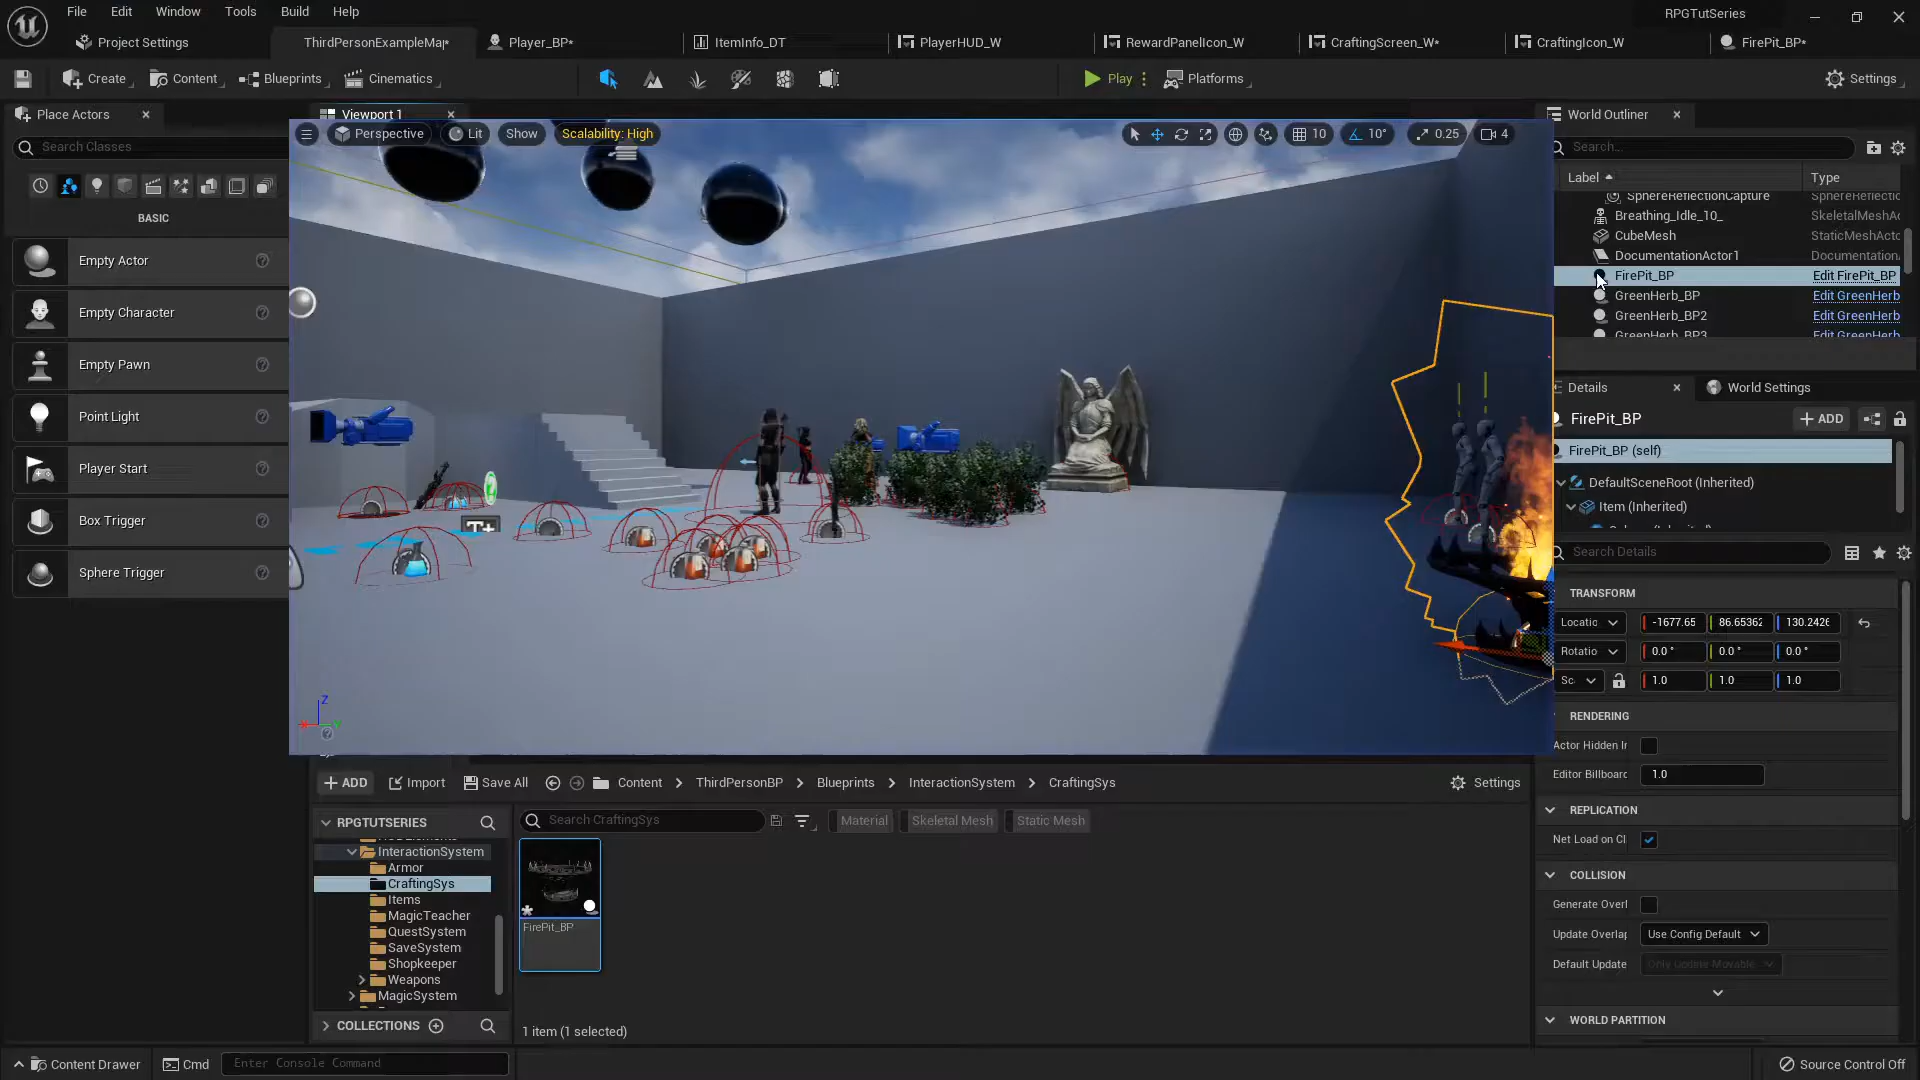 File Edit Window Tools Build Help
RPGTutSeries
Project Settings
ThirdPersonExampleMap*
Player_BP*
ItemInfo_DT
PlayerHUD_W
RewardPanelIcon_W
CraftingScreen_W*
CraftingIcon_W
FirePit_BP*
Create
Content
Blueprints
Cinematics
Play
Platforms
Settings
Place Actors
Viewport 1
World Outliner
Search Classes
Perspective
Lit
Show
Scalability: High
10
10°
0.25
4
Search...
Label
Type
SphereReflectionCapture
SphereReflectic
Breathing_Idle_10_
SkeletalMeshAc
CubeMesh
StaticMeshActo
DocumentationActor1
Documentation
FirePit_BP
Edit FirePit_BP
GreenHerb_BP
Edit GreenHerb
GreenHerb_BP2
Edit GreenHerb
GreenHerb_BP3
Edit GreenHerb
BASIC
Empty Actor
Empty Character
Empty Pawn
Point Light
Player Start
Box Trigger
Sphere Trigger
T+
Z
Details
World Settings
FirePit_BP
ADD
FirePit_BP (self)
DefaultSceneRoot (Inherited)
Item (Inherited)
Search Details
TRANSFORM
Locatio
-1677.65
86.65362
130.2426
Rotatio
0.0 °
0.0 °
0.0 °
Sc
1.0
1.0
1.0
RENDERING
Actor Hidden Ir
Editor Billboarc
1.0
REPLICATION
Net Load on Cl
COLLISION
Generate Overl
Update Overlap
Use Config Default
Default Update
Only Update Movable
WORLD PARTITION
ADD
Import
Save All
Content
ThirdPersonBP
Blueprints
InteractionSystem
CraftingSys
Settings
RPGTUTSERIES
Search CraftingSys
Material
Skeletal Mesh
Static Mesh
InteractionSystem
Armor
CraftingSys
Items
MagicTeacher
QuestSystem
SaveSystem
Shopkeeper
Weapons
MagicSystem
FirePit_BP
COLLECTIONS
1 item (1 selected)
Content Drawer
Cmd
Enter Console Command
Source Control Off